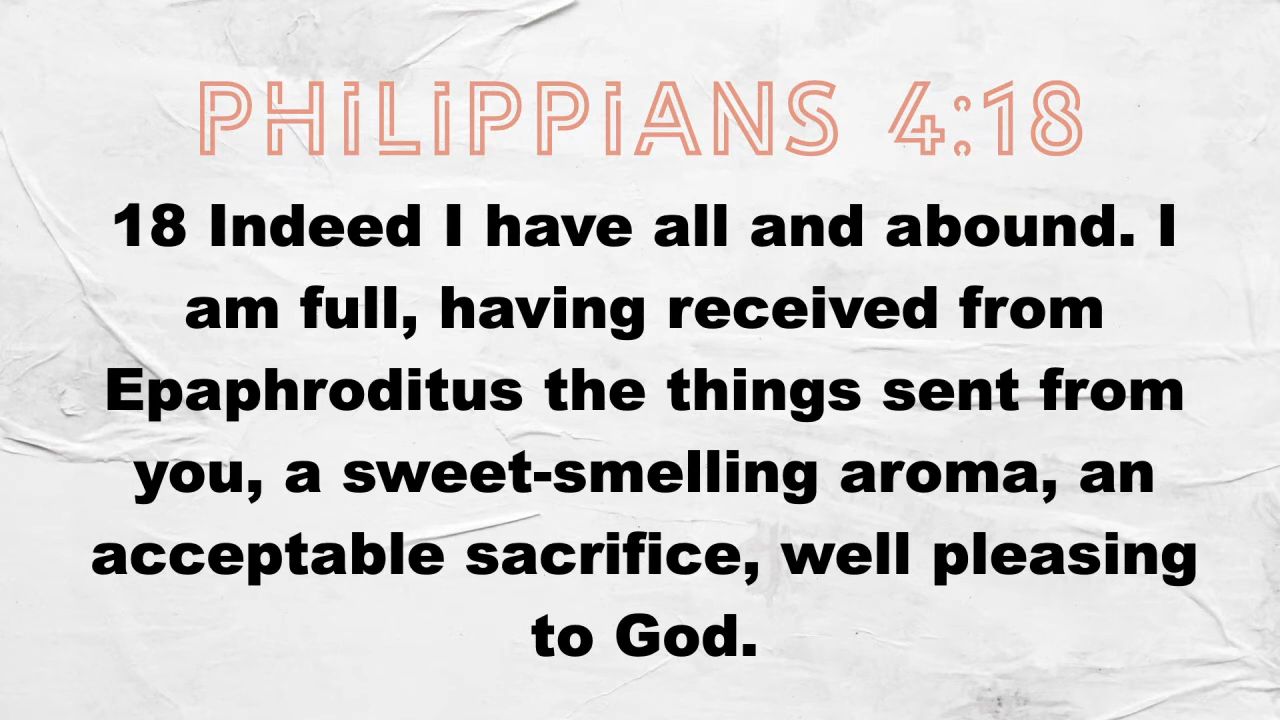 PHiLiPPiANS 4:18
18 Indeed I have all and abound. I
am full, having received from
Epaphroditus the things sent from
you, a sweet-smelling aroma, an
acceptable sacrifice, well pleasing
to God.